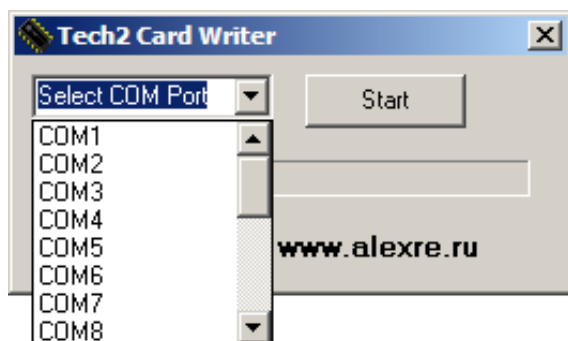 Tech2 Card Writer
Select COM Port
Start
COM1
COM2
COM3
COM4
COM5
COM6
COM7
COM8
www.alexre.ru